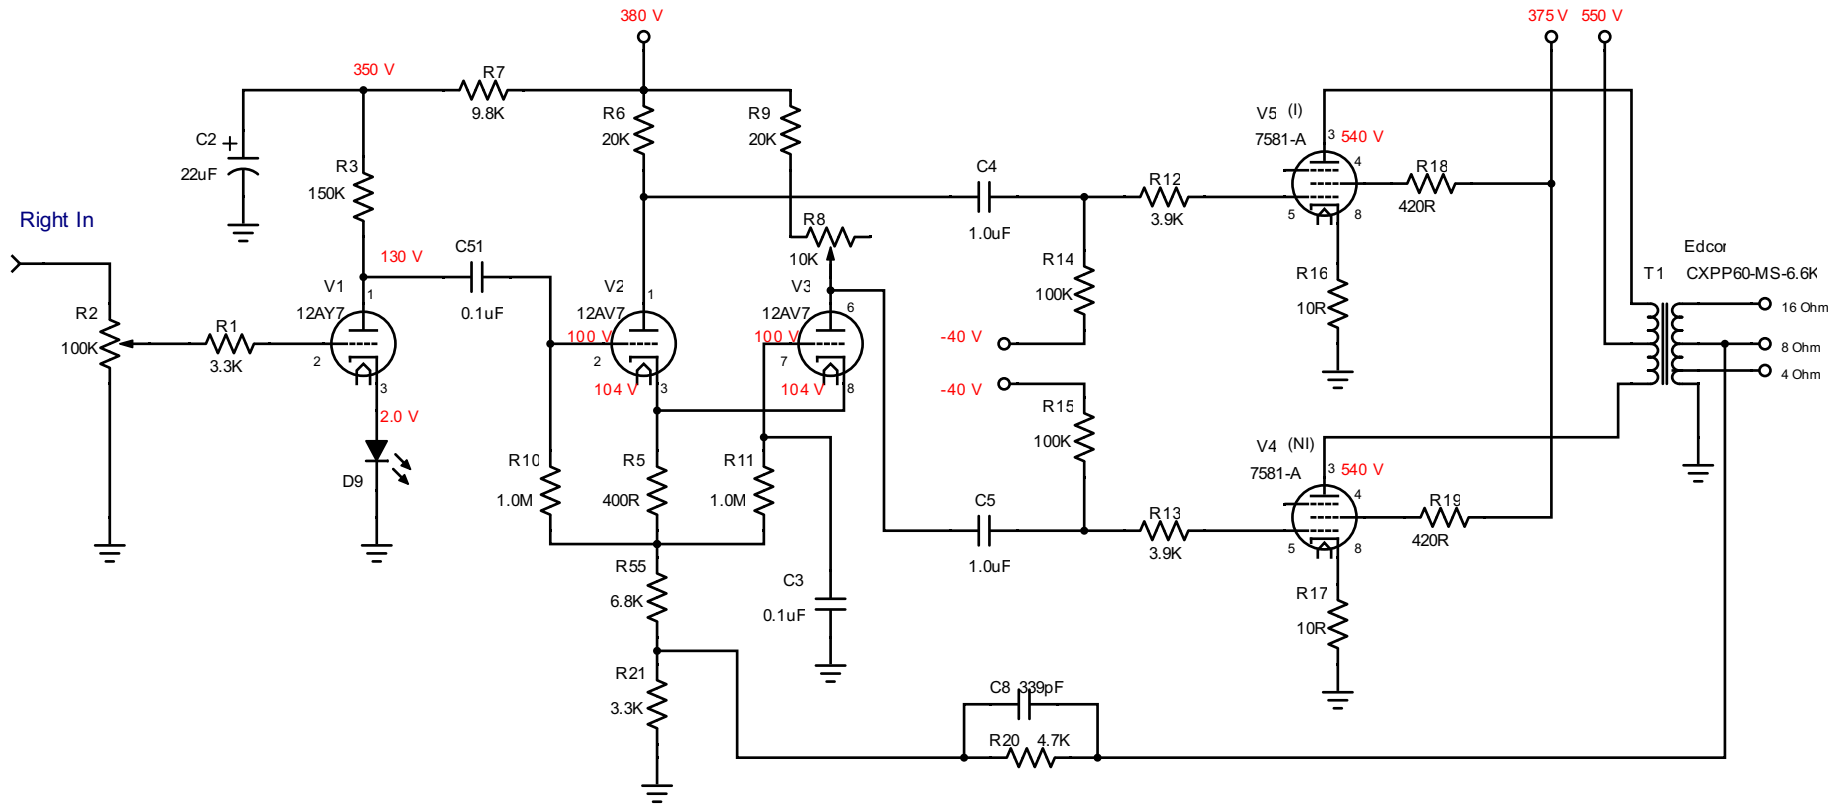 380 V
375 V 550 V
350 V
R7
9.8K
R6
20K
R9
20K
V5 (I)
7581-A
3 540 V
4
C2 +
22uF
R3
150K
C4
1.0uF
R12
3.9K
R18
420R
5 8
Right In
R8
10K
130 V
C51
0.1uF
R14
100K
R16
10R
Edcor
T1 CXPP60-MS-6.6K
16 Ohm
8 Ohm
4 Ohm
R2
100K
R1
3.3K
V1
12AY7
1
2
3
V2
12AV7
1
100 V
2
104 V
3
V3
12AV7
6
100 V
7
104 V
8
-40 V
-40 V
2.0 V
D9
R15
100K
V4 (NI)
7581-A
3 540 V
4
R10
1.0M
R5
400R
R11
1.0M
C5
1.0uF
R13
3.9K
R19
420R
5 8
R55
6.8K
C3
0.1uF
R17
10R
R21
3.3K
C8 339pF
R20 4.7K